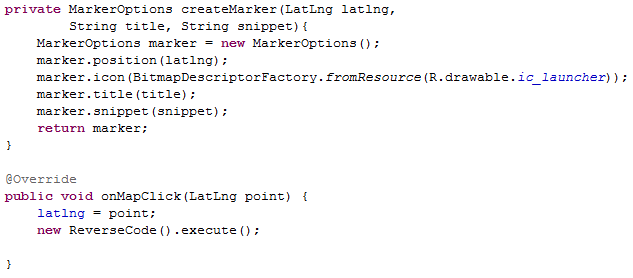 private MarkerOptions createMarker(LatLng latlng,
        String title, String snippet){
    MarkerOptions marker = new MarkerOptions();
    marker.position(latlng);
    marker.icon(BitmapDescriptorFactory.fromResource(R.drawable.ic_launcher));
    marker.title(title);
    marker.snippet(snippet);
    return marker;
}

@Override
public void onMapClick(LatLng point) {
    latlng = point;
    new ReverseCode().execute();

}